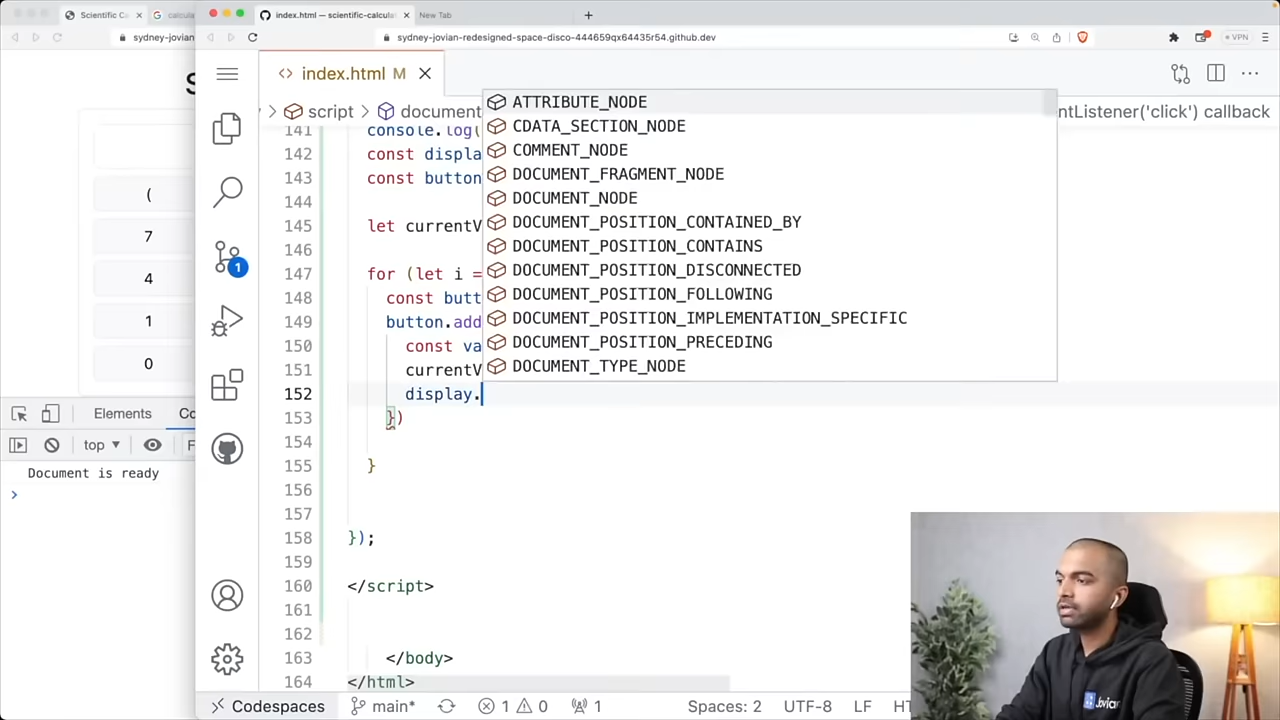 Scientific Ca
calcula
index.html — scientific-calculat
New Tab
sydney-jovian
sydney-jovian-redesigned-space-disco-444659qx64435r54.github.dev
VPN
S
index.html M
script
document
ntListener('click') callback
ATTRIBUTE_NODE
CDATA_SECTION_NODE
COMMENT_NODE
DOCUMENT_FRAGMENT_NODE
DOCUMENT_NODE
DOCUMENT_POSITION_CONTAINED_BY
DOCUMENT_POSITION_CONTAINS
DOCUMENT_POSITION_DISCONNECTED
DOCUMENT_POSITION_FOLLOWING
DOCUMENT_POSITION_IMPLEMENTATION_SPECIFIC
DOCUMENT_POSITION_PRECEDING
DOCUMENT_TYPE_NODE
141 console.log(
142 const displa
143 const button
144
145 let currentV
146
147 for (let i =
148 const butt
149 button.add
150 const va
151 currentV
152 display.
153 })
154
155 }
156
157
158 });
159
160 </script>
161
162
163 </body>
164 </html>
(
7
4
1
0
Elements
Co
top
F
Document is ready
1
Codespaces
main*
1
0
1
Spaces: 2
UTF-8
LF
HT
Jovian